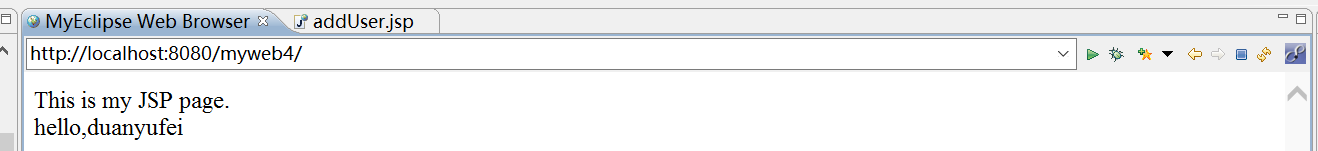 MyEclipse Web Browser
addUser.jsp
http://localhost:8080/myweb4/
This is my JSP page.
hello,duanyufei